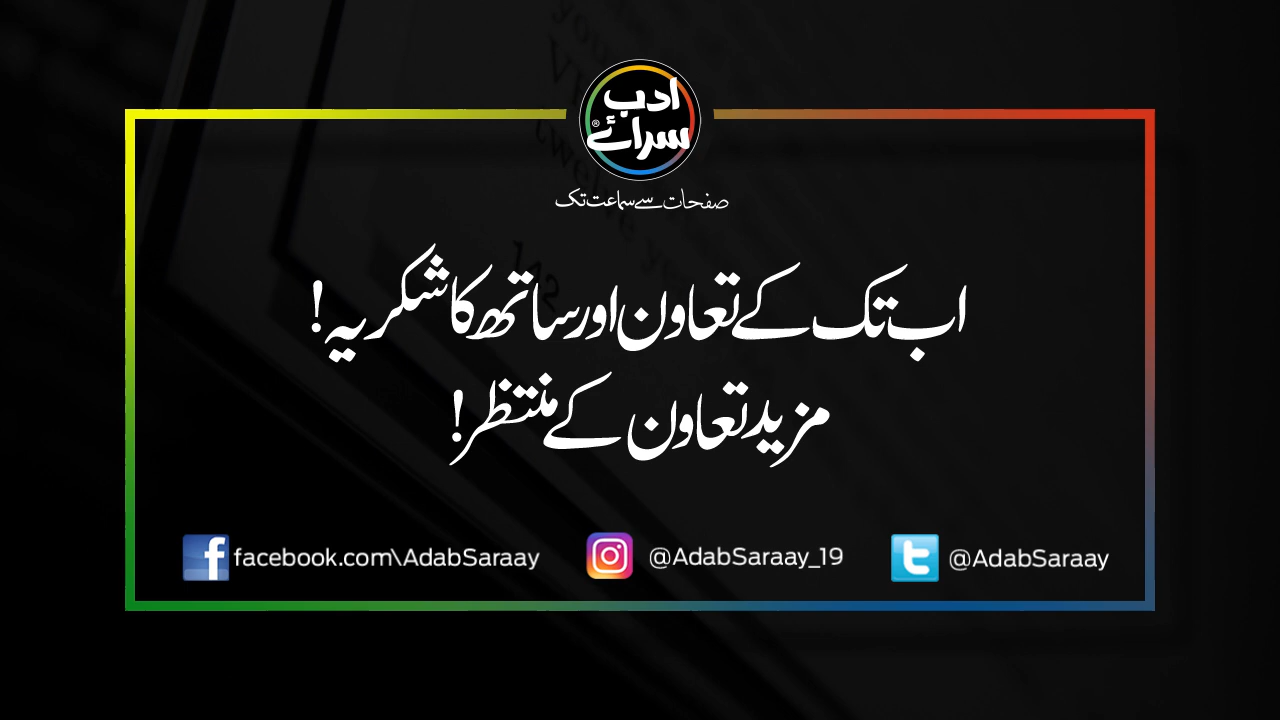 ادب
سرائے®
صفحات سے سماعت تک
اب تک کے تعاون اور ساتھ کا شکریہ!
مزید تعاون کے منتظر!
facebook.com\AdabSaraay
@AdabSaraay_19
@AdabSaraay